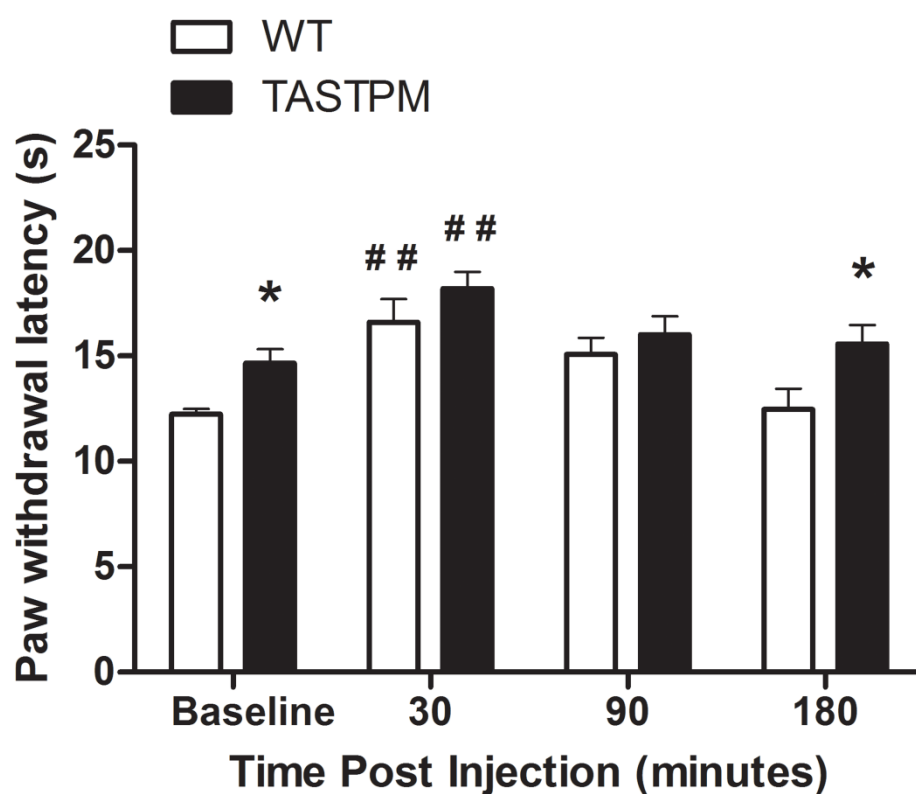 WT
TASTPM
Paw withdrawal latency (s)
25
20
15
10
5
0
*
# #
# #
*
Baseline 30 90 180
Time Post Injection (minutes)